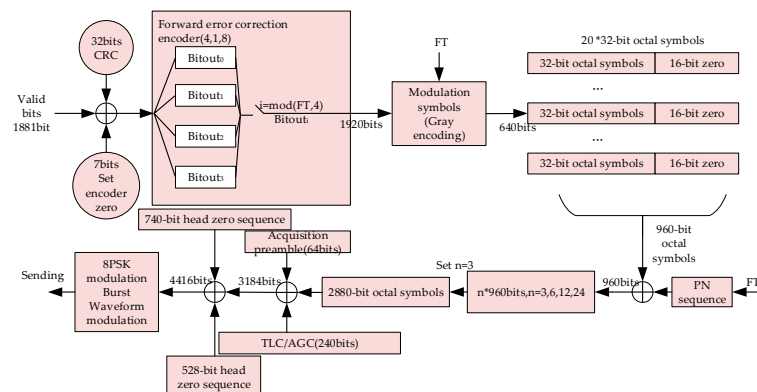 32bits
CRC
Valid
bits
1881bit
7bits
Set
encoder
zero
Forward error correction
encoder(4,1,8)
Bitout0
Bitout1
Bitout2
Bitout3
i=mod(FT,4)
Bitouti
1920bits
FT
Modulation
symbols
(Gray
encoding)
640bits
20 *32-bit octal symbols
32-bit octal symbols 16-bit zero
...
32-bit octal symbols 16-bit zero
...
32-bit octal symbols 16-bit zero
960-bit
octal
symbols
740-bit head zero sequence
Acquisition
preamble(64bits)
Sending
8PSK
modulation
Burst
Waveform
modulation
4416bits
3184bits
2880-bit octal symbols
Set n=3
n*960bits,n=3,6,12,24
960bits
PN
sequence
FT
TLC/AGC(240bits)
528-bit head
zero sequence